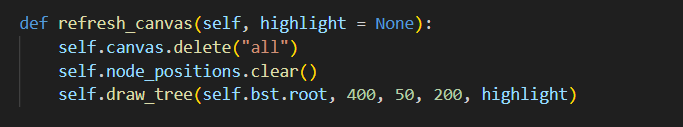 def refresh_canvas(self, highlight = None):
    self.canvas.delete("all")
    self.node_positions.clear()
    self.draw_tree(self.bst.root, 400, 50, 200, highlight)